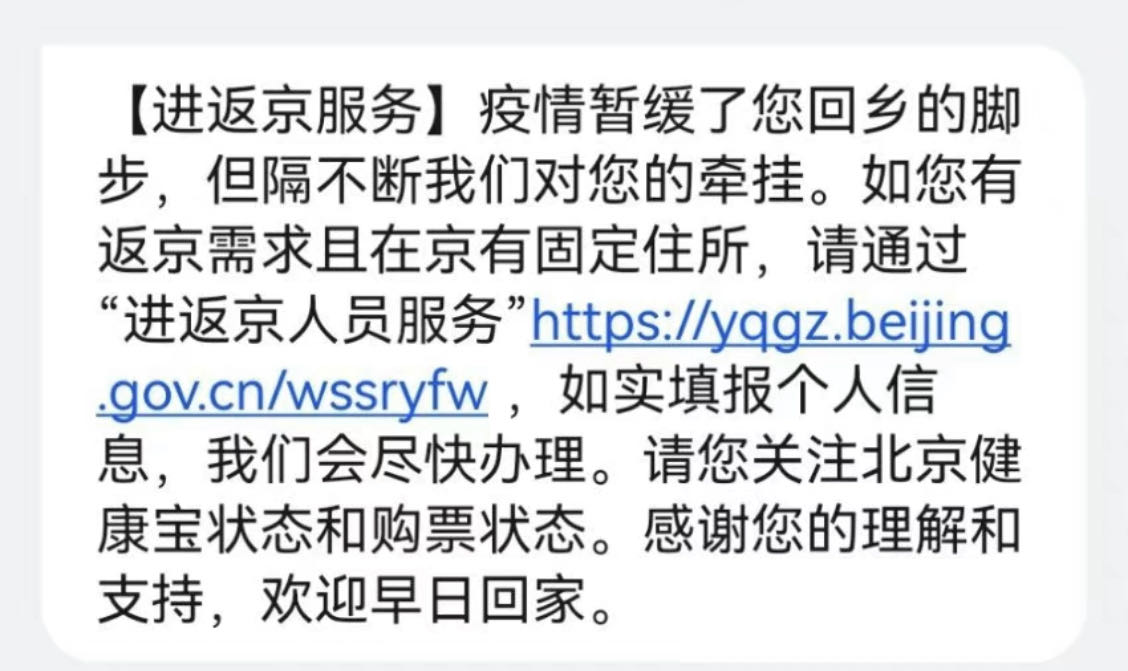 【进返京服务】疫情暂缓了您回乡的脚
步，但隔不断我们对您的牵挂。如您有
返京需求且在京有固定住所，请通过
“进返京人员服务”https://yqgz.beijing
.gov.cn/wssryfw ，如实填报个人信
息，我们会尽快办理。请您关注北京健
康宝状态和购票状态。感谢您的理解和
支持，欢迎早日回家。